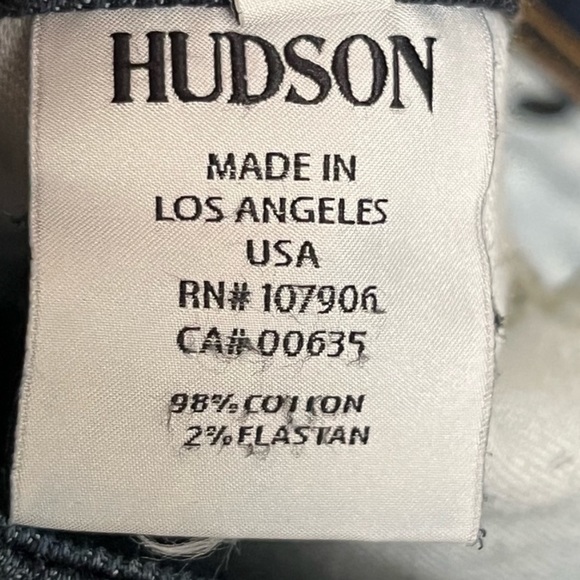 HUDSON
MADE IN
LOS ANGELES
USA
RN# 107906
CA# 00635
98% COTTON
2% ELASTAN